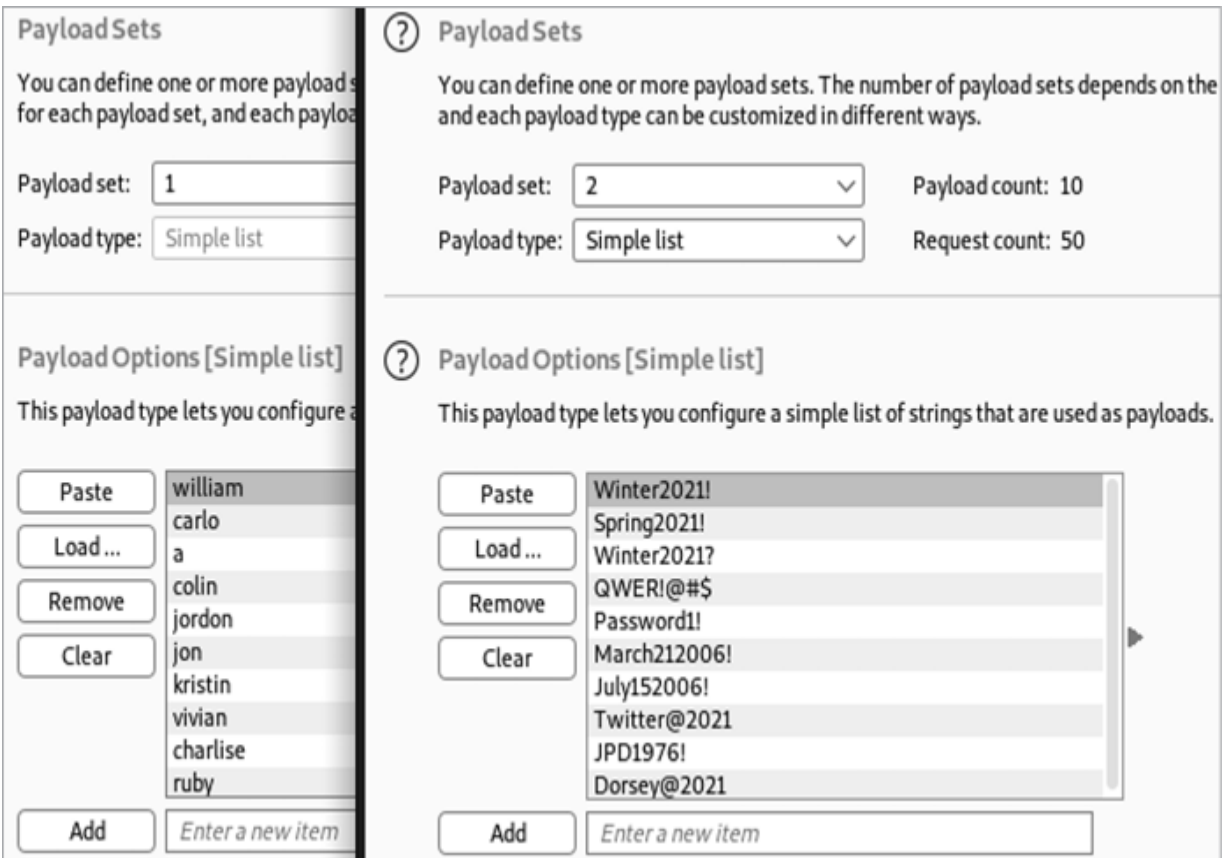 Payload Sets
You can define one or more payload s
for each payload set, and each payloa
Payload set: 1
Payload type: Simple list
Payload Options [Simple list]
This payload type lets you configure a
Paste
Load ...
Remove
Clear
william
carlo
a
colin
jordon
jon
kristin
vivian
charlise
ruby
Add
Enter a new item
? Payload Sets
You can define one or more payload sets. The number of payload sets depends on the
and each payload type can be customized in different ways.
Payload set: 2 Payload count: 10
Payload type: Simple list Request count: 50
? Payload Options [Simple list]
This payload type lets you configure a simple list of strings that are used as payloads.
Paste
Load ...
Remove
Clear
Winter2021!
Spring2021!
Winter2021?
QWER!@#$
Password1!
March212006!
July152006!
Twitter@2021
JPD1976!
Dorsey@2021
Add
Enter a new item